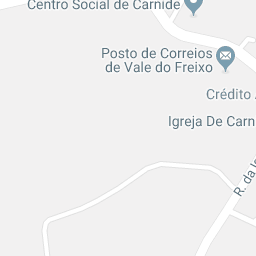 Centro Social de Carnide
Posto de Correios
de Vale do Freixo
Crédito
Igreja De Carn
R. da